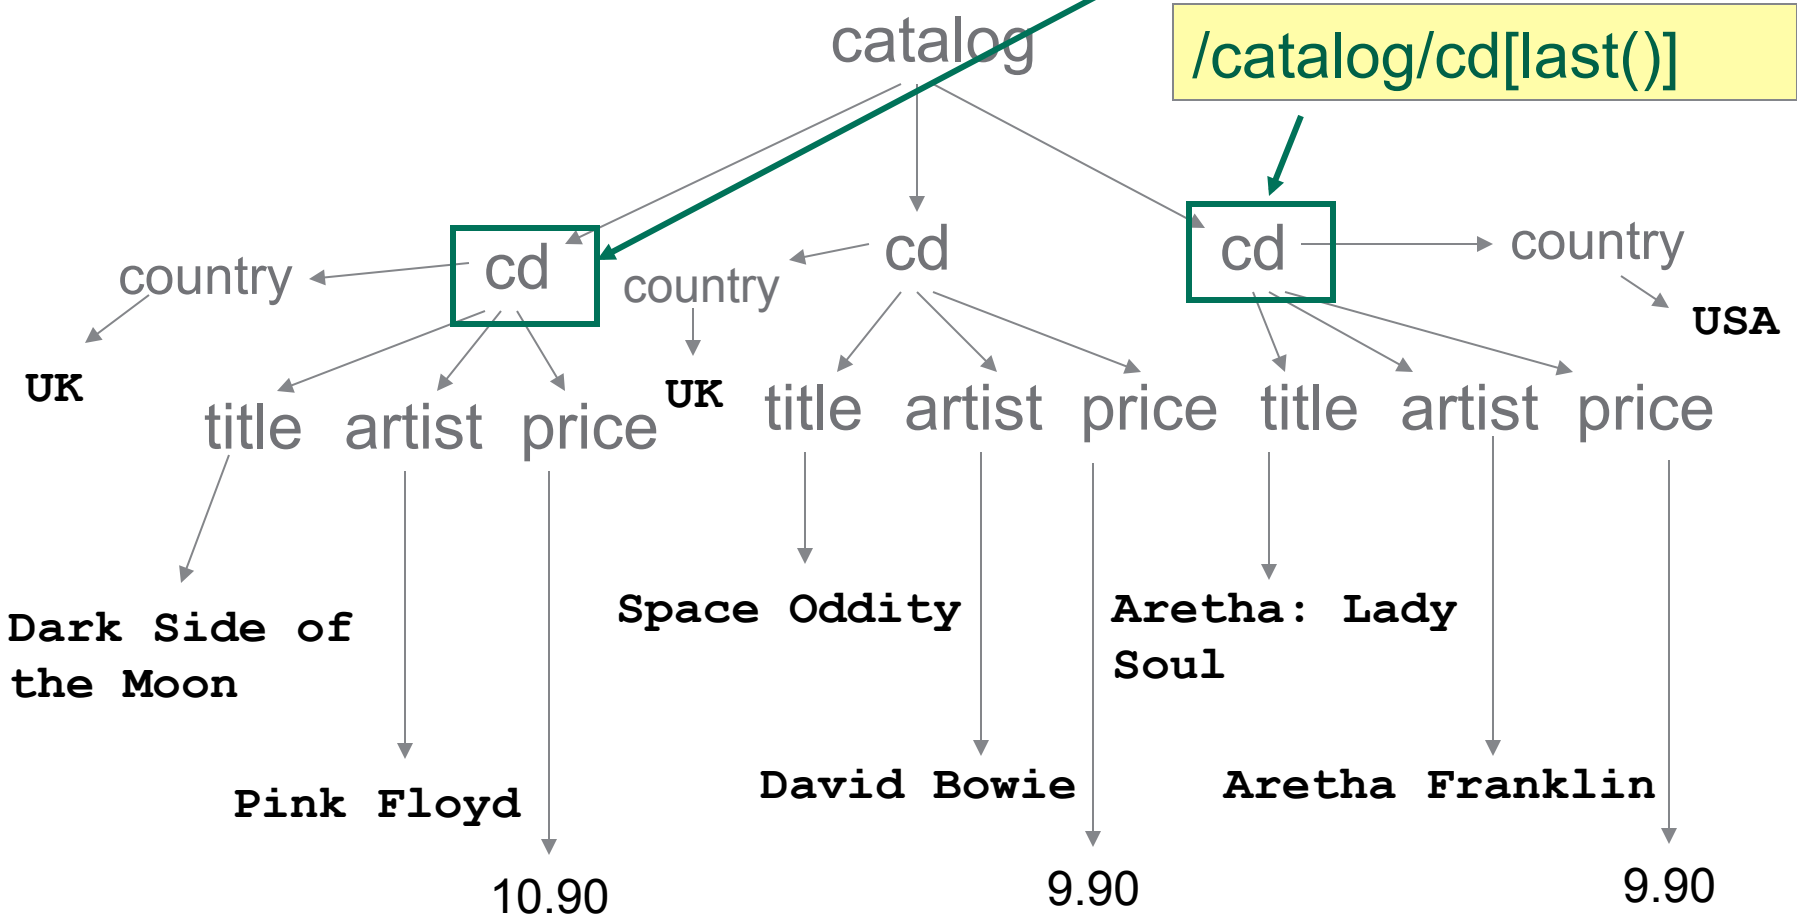 catalog
/catalog/cd[last()]
country
cd
country
cd
cd
country
UK
UK
USA
title artist price
title artist price
title artist price
Dark Side of
the Moon
Space Oddity
Aretha: Lady
Soul
Pink Floyd
David Bowie
Aretha Franklin
10.90
9.90
9.90